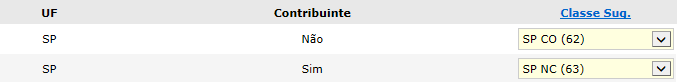 UF Contribuinte Classe Sug.
SP Não SP CO (62)
SP Sim SP NC (63)